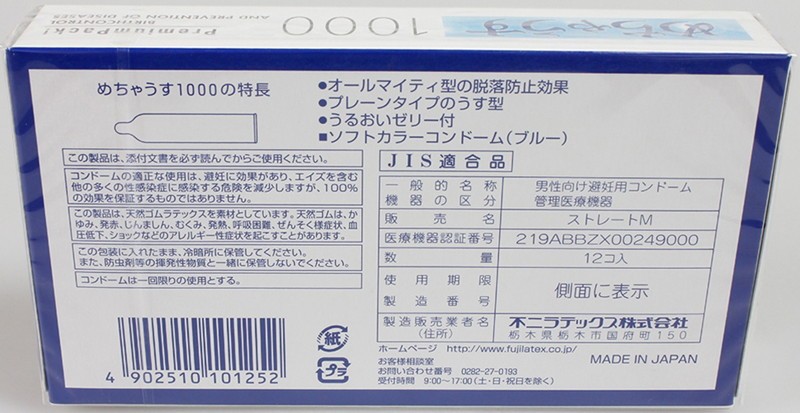 めちゃうす
1000
PremiumPack!
BIRTHCONTROL
AND PREVENTION OF DISEASES
めちゃうす1000の特長
●オールマイティ型の脱落防止効果
●プレーンタイプのうす型
●うるおいゼリー付
■ソフトカラーコンドーム(ブルー)
この製品は、添付文書を必ず読んでからご使用ください。
コンドームの適正な使用は、避妊に効果があり、エイズを含む
他の多くの性感染症に感染する危険を減少しますが、100%
の効果を保証するものではありません。
この製品は、天然ゴムラテックスを素材としています。天然ゴムは、か
ゆみ、発赤、じんましん、むくみ、発熱、呼吸困難、ぜんそく様症状、血
圧低下、ショックなどのアレルギー性症状を起こすことがあります。
この包装に入れたまま、冷暗所に保管してください。
また、防虫剤等の揮発性物質と一緒に保管しないでください。
コンドームは一回限りの使用とする。
JIS適合品
一般的名称 男性向け避妊用コンドーム
機器の区分 管理医療機器
販売名 ストレートM
医療機器認証番号 219ABBZX00249000
数量 12コ入
使用期限
製造番号 側面に表示
製造販売業者名 不二ラテックス株式会社
(住所) 栃木県栃木市国府町150
ホームページ http://www.fujilatex.co.jp/
お客様相談室
お問い合わせ番号 0282-27-0193
受付時間 9:00〜17:00(土・日・祝日を除く)
MADE IN JAPAN
紙
プラ
4 902510 101252